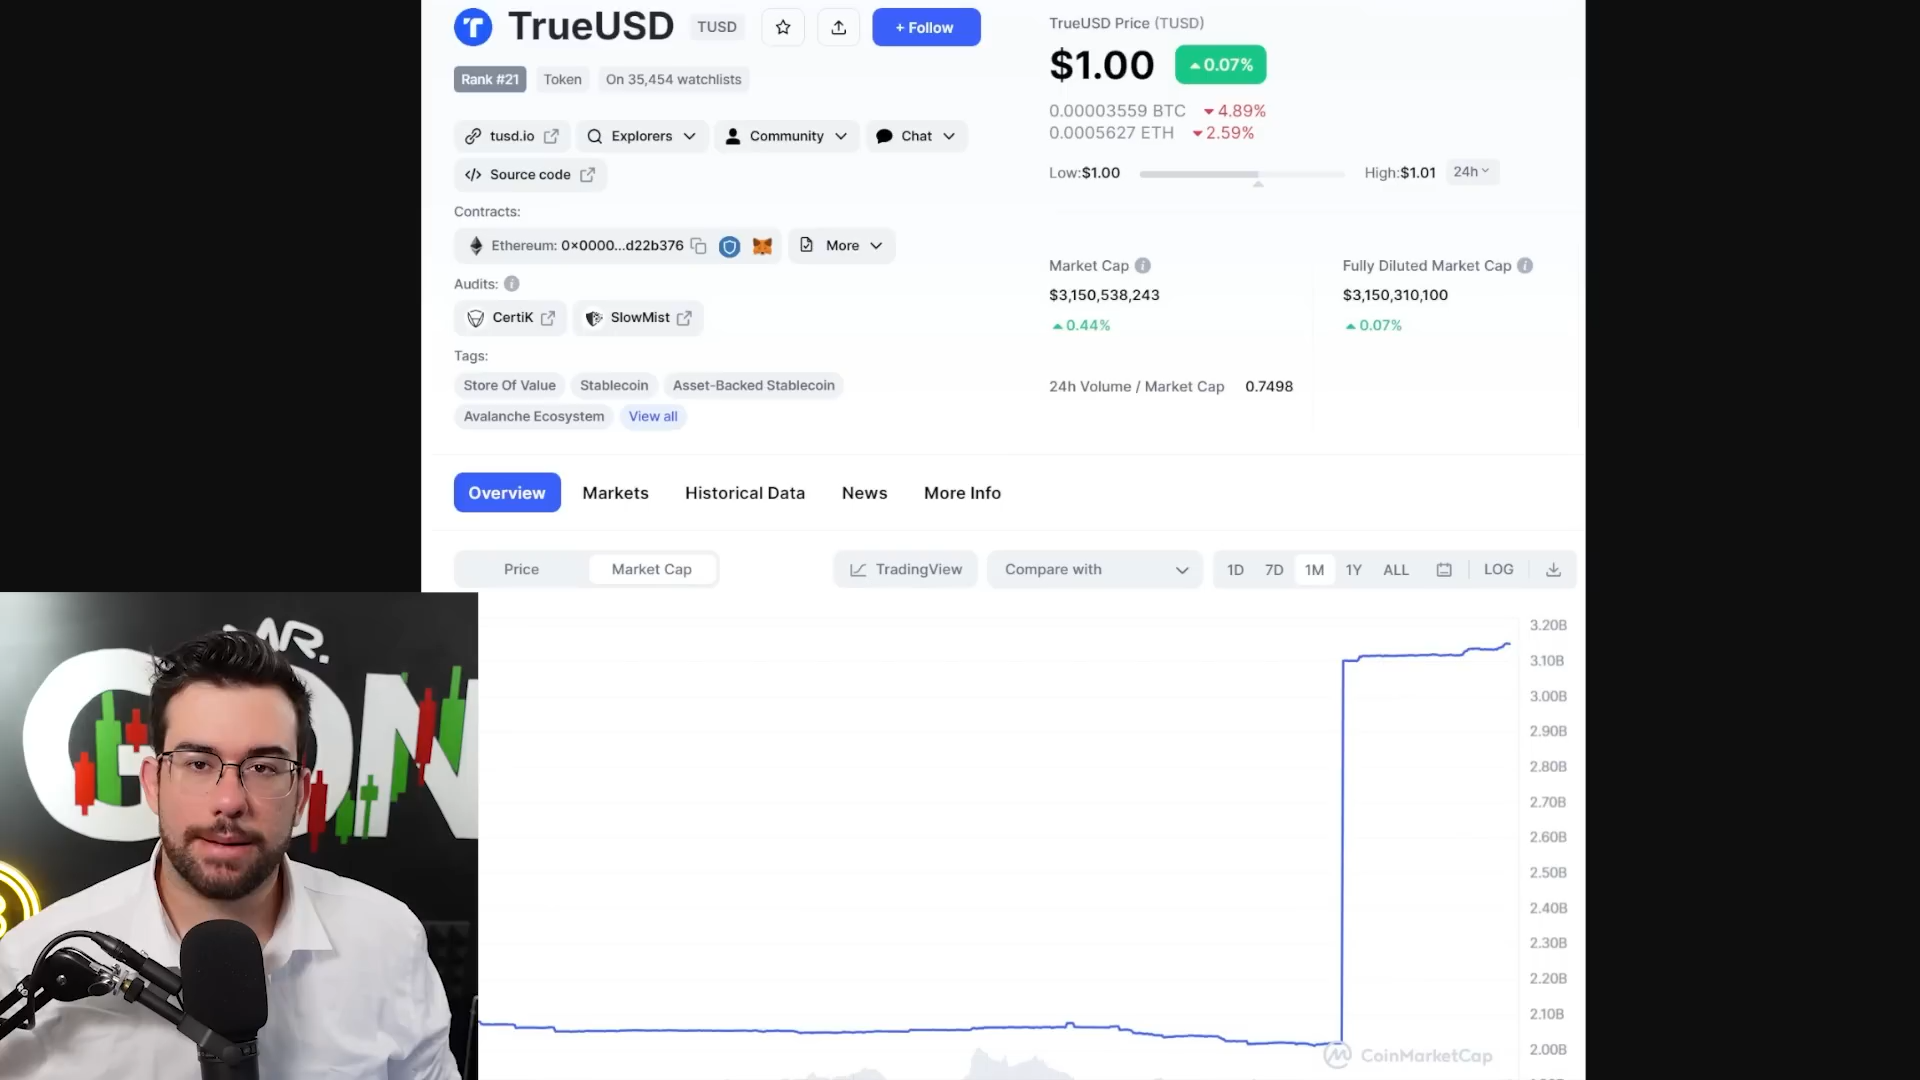 TrueUSD TUSD + Follow
Rank #21 Token On 35,454 watchlists
tusd.io Explorers Community Chat
Source code
Contracts:
Ethereum: 0x0000...d22b376 More
Audits:
CertiK SlowMist
Tags:
Store Of Value Stablecoin Asset-Backed Stablecoin
Avalanche Ecosystem View all
TrueUSD Price (TUSD)
$1.00 0.07%
0.00003559 BTC 4.89%
0.0005627 ETH 2.59%
Low:$1.00 High:$1.01 24h
Market Cap
$3,150,538,243
0.44%
Fully Diluted Market Cap
$3,150,310,100
0.07%
24h Volume / Market Cap 0.7498
Overview Markets Historical Data News More Info
Price Market Cap TradingView Compare with 1D 7D 1M 1Y ALL LOG
3.20B
3.10B
3.00B
2.90B
2.80B
2.70B
2.60B
2.50B
2.40B
2.30B
2.20B
2.10B
2.00B
CoinMarketCap
MR.